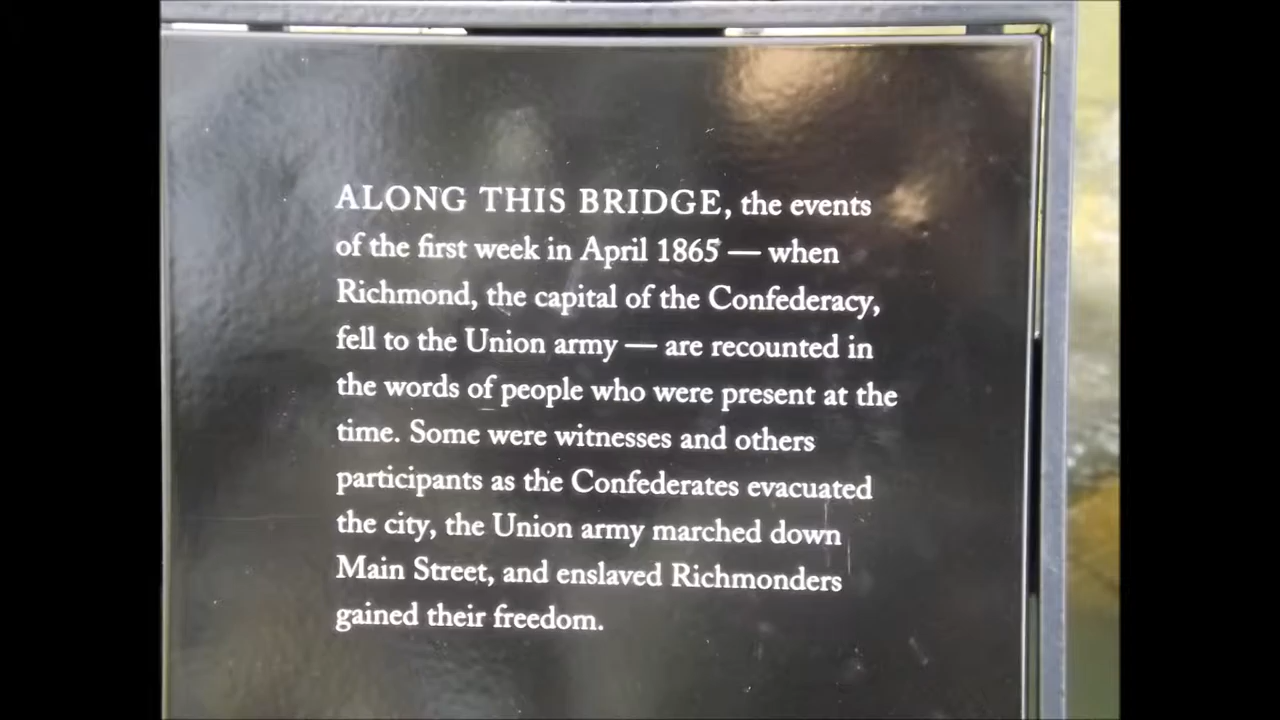 ALONG THIS BRIDGE, the events
of the first week in April 1865 — when
Richmond, the capital of the Confederacy,
fell to the Union army — are recounted in
the words of people who were present at the
time. Some were witnesses and others
participants as the Confederates evacuated
the city, the Union army marched down
Main Street, and enslaved Richmonders
gained their freedom.